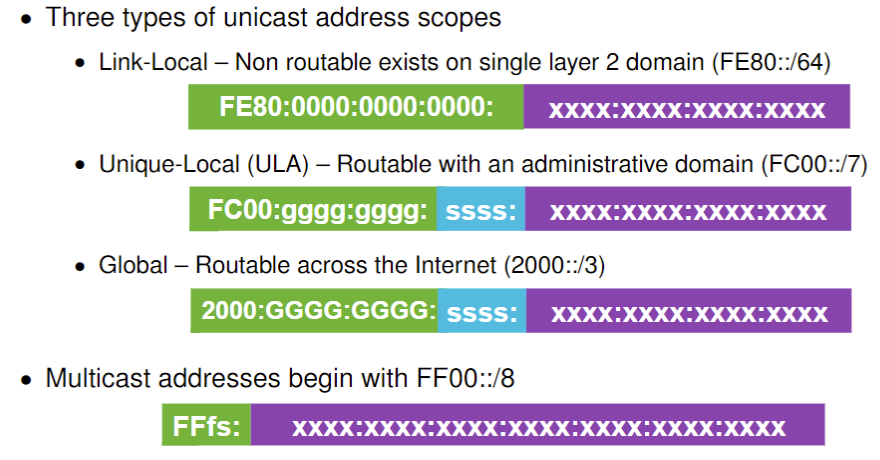 • Three types of unicast address scopes
• Link-Local – Non routable exists on single layer 2 domain (FE80::/64)
FE80:0000:0000:0000: xxxx:xxxx:xxxx:xxxx
• Unique-Local (ULA) – Routable with an administrative domain (FC00::/7)
FC00:gggg:gggg: ssss: xxxx:xxxx:xxxx:xxxx
• Global – Routable across the Internet (2000::/3)
2000:GGGG:GGGG: ssss: xxxx:xxxx:xxxx:xxxx
• Multicast addresses begin with FF00::/8
FFfs: xxxx:xxxx:xxxx:xxxx:xxxx:xxxx:xxxx